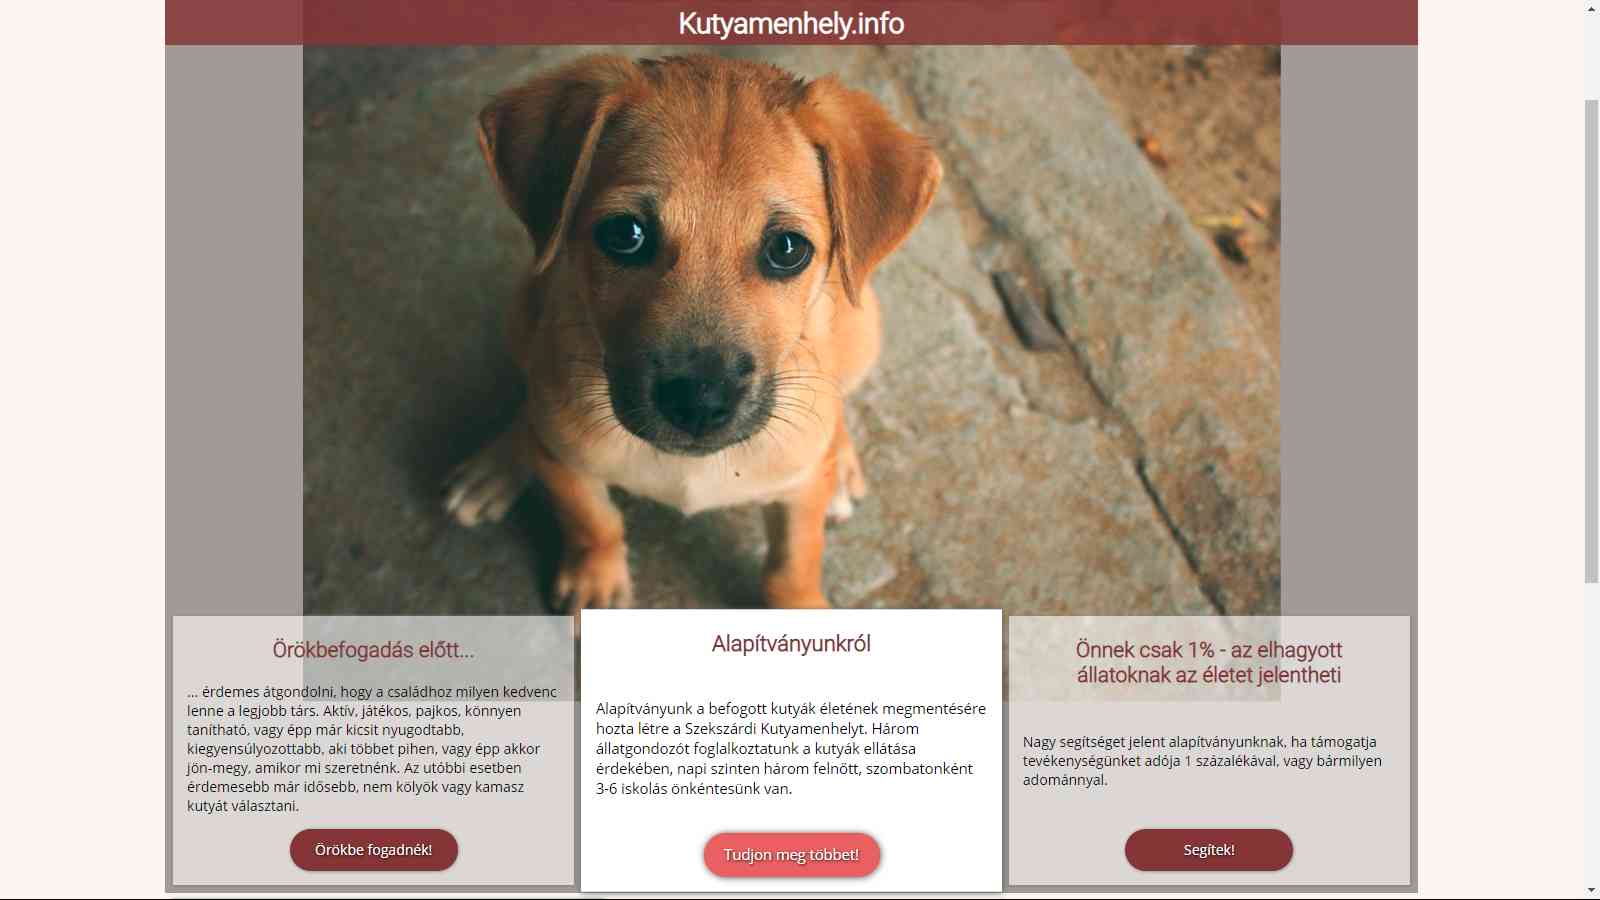 Kutyamenhely.info
Örökbefogadás előtt...
... érdemes átgondolni, hogy a családhoz milyen kedvenc
lenne a legjobb társ. Aktív, játékos, pajkos, könnyen
tanítható, vagy épp már kicsit nyugodtabb,
kiegyensúlyozottabb, aki többet pihen, vagy épp akkor
jön-megy, amikor mi szeretnénk. Az utóbbi esetben
érdemesebb már idősebb, nem kölyök vagy kamasz
kutyát választani.
Örökbe fogadnék!
Alapítványunkról
Alapítványunk a befogott kutyák életének megmentésére
hozta létre a Szekszárdi Kutyamenhelyt. Három
állatgondozót foglalkoztatunk a kutyák ellátása
érdekében, napi szinten három felnőtt, szombatonként
3-6 iskolás önkéntesünk van.
Tudjon meg többet!
Önnek csak 1% - az elhagyott
állatoknak az életet jelentheti
Nagy segítséget jelent alapítványunknak, ha támogatja
tevékenységünket adója 1 százalékával, vagy bármilyen
adománnyal.
Segítek!